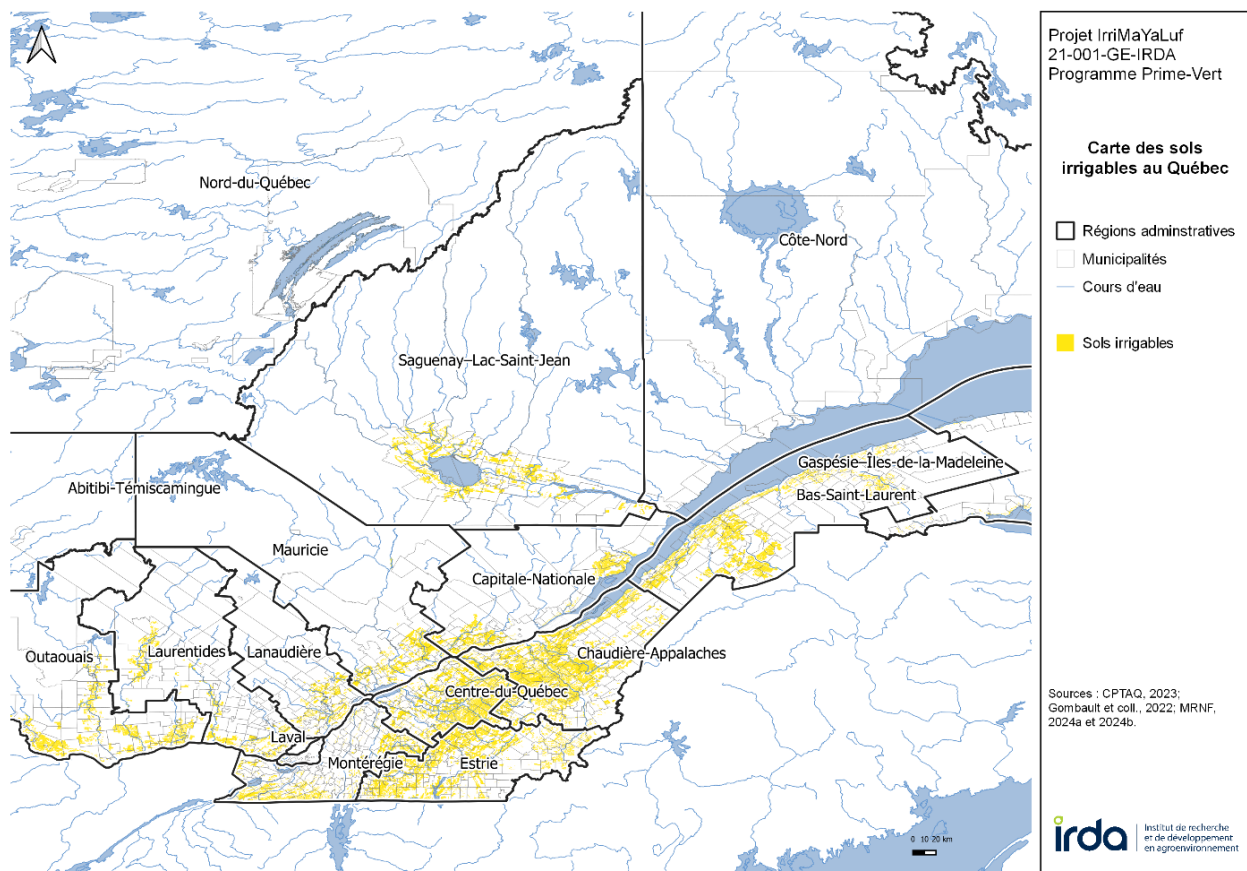 Nord-du-Québec
Côte-Nord
Saguenay–Lac-Saint-Jean
Gaspésie–Îles-de-la-Madeleine
Abitibi-Témiscamingue
Bas-Saint-Laurent
Mauricie
Capitale-Nationale
Outaouais
Laurentides
Lanaudière
Chaudière-Appalaches
Centre-du-Québec
Laval
Montérégie
Estrie
0 10 20 km
Projet IrriMaYaLuf
21-001-GE-IRDA
Programme Prime-Vert
Carte des sols
irrigables au Québec
Régions adminstratives
Municipalités
Cours d'eau
Sols irrigables
Sources : CPTAQ, 2023;
Gombault et coll., 2022; MRNF,
2024a et 2024b.
irda
Institut de recherche
et de développement
en agroenvironnement